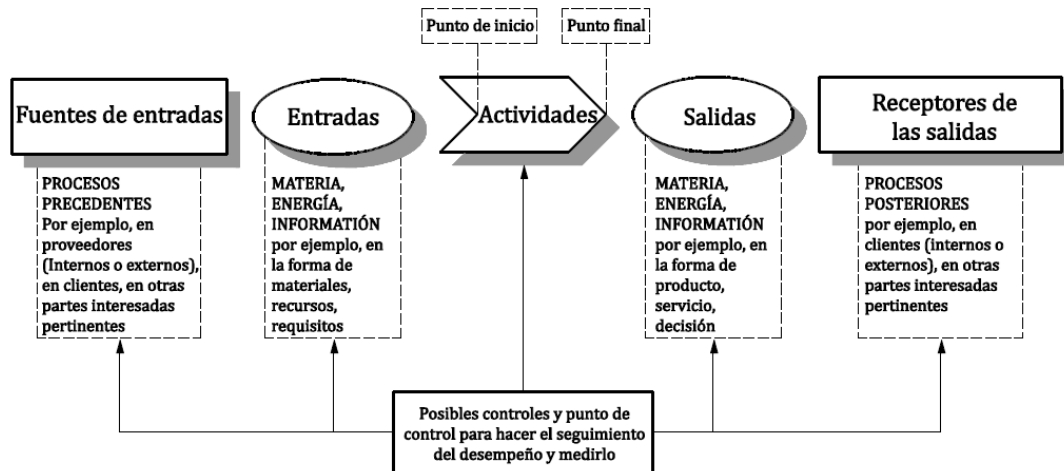 Punto de inicio
Punto final
Fuentes de entradas
Entradas
Actividades
Salidas
Receptores de
las salidas
PROCESOS
PRECEDENTES
Por ejemplo, en
proveedores
(Internos o externos),
en clientes, en otras
partes interesadas
pertinentes
MATERIA,
ENERGÍA,
INFORMATIÓN
por ejemplo, en
la forma de
materiales,
recursos,
requisitos
MATERIA,
ENERGÍA,
INFORMATIÓN
por ejemplo, en
la forma de
producto,
servicio,
decisión
PROCESOS
POSTERIORES
por ejemplo, en
clientes (internos o
externos), en otras
partes interesadas
pertinentes
Posibles controles y punto de
control para hacer el seguimiento
del desempeño y medirlo